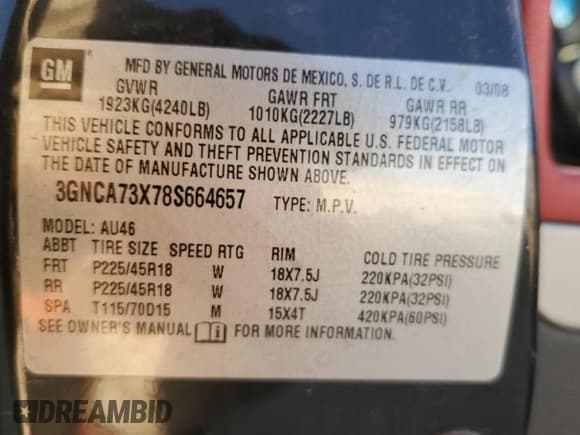 GM ®
MFD BY GENERAL MOTORS DE MEXICO, S. DE R.L. DE C.V. 03/08
GVWR GAWR FRT GAWR RR
1923KG(4240LB) 1010KG(2227LB) 979KG(2158LB)
THIS VEHICLE CONFORMS TO ALL APPLICABLE U.S. FEDERAL MOTOR
VEHICLE SAFETY AND THEFT PREVENTION STANDARDS IN EFFECT ON
THE DATE OF MANUFACTURE SHOWN ABOVE.
3GNCA73X78S664657 TYPE: M.P.V.
MODEL: AU46
ABBT TIRE SIZE SPEED RTG RIM COLD TIRE PRESSURE
FRT P225/45R18 W 18X7.5J 220KPA(32PSI)
RR P225/45R18 W 18X7.5J 220KPA(32PSI)
SPA T115/70D15 M 15X4T 420KPA(60PSI)
SEE OWNER'S MANUAL FOR MORE INFORMATION.
DREAMBID